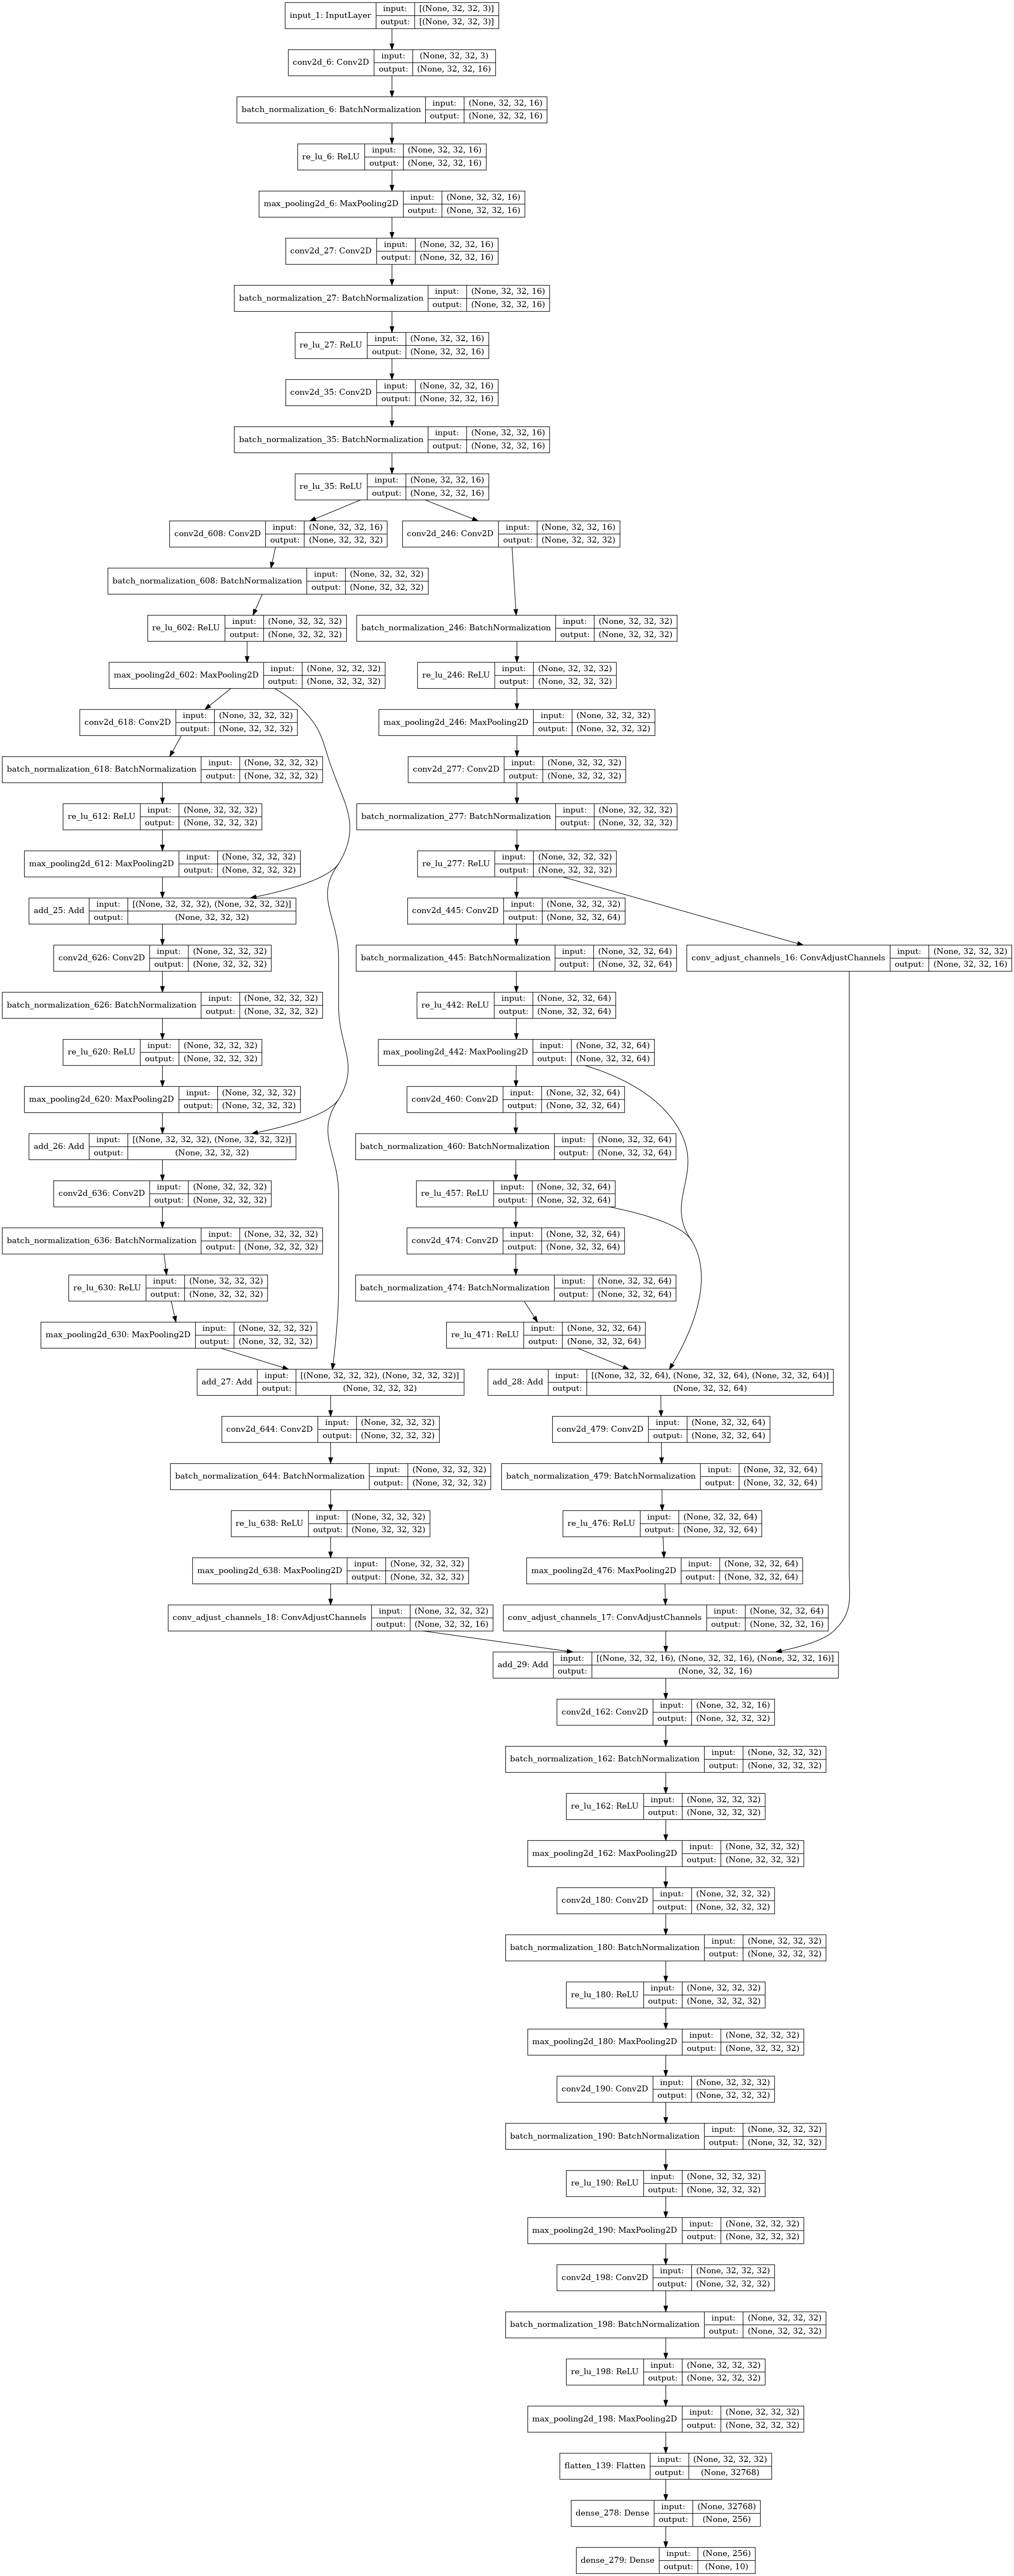 input_1: InputLayer
input: [(None, 32, 32, 3)]
output: [(None, 32, 32, 3)]
conv2d_6: Conv2D
input: (None, 32, 32, 3)
output: (None, 32, 32, 16)
batch_normalization_6: BatchNormalization
input: (None, 32, 32, 16)
output: (None, 32, 32, 16)
re_lu_6: ReLU
input: (None, 32, 32, 16)
output: (None, 32, 32, 16)
max_pooling2d_6: MaxPooling2D
input: (None, 32, 32, 16)
output: (None, 32, 32, 16)
conv2d_27: Conv2D
input: (None, 32, 32, 16)
output: (None, 32, 32, 16)
batch_normalization_27: BatchNormalization
input: (None, 32, 32, 16)
output: (None, 32, 32, 16)
re_lu_27: ReLU
input: (None, 32, 32, 16)
output: (None, 32, 32, 16)
conv2d_35: Conv2D
input: (None, 32, 32, 16)
output: (None, 32, 32, 16)
batch_normalization_35: BatchNormalization
input: (None, 32, 32, 16)
output: (None, 32, 32, 16)
re_lu_35: ReLU
input: (None, 32, 32, 16)
output: (None, 32, 32, 16)
conv2d_608: Conv2D
input: (None, 32, 32, 16)
output: (None, 32, 32, 32)
conv2d_246: Conv2D
input: (None, 32, 32, 16)
output: (None, 32, 32, 32)
batch_normalization_608: BatchNormalization
input: (None, 32, 32, 32)
output: (None, 32, 32, 32)
re_lu_602: ReLU
input: (None, 32, 32, 32)
output: (None, 32, 32, 32)
batch_normalization_246: BatchNormalization
input: (None, 32, 32, 32)
output: (None, 32, 32, 32)
max_pooling2d_602: MaxPooling2D
input: (None, 32, 32, 32)
output: (None, 32, 32, 32)
re_lu_246: ReLU
input: (None, 32, 32, 32)
output: (None, 32, 32, 32)
conv2d_618: Conv2D
input: (None, 32, 32, 32)
output: (None, 32, 32, 32)
max_pooling2d_246: MaxPooling2D
input: (None, 32, 32, 32)
output: (None, 32, 32, 32)
batch_normalization_618: BatchNormalization
input: (None, 32, 32, 32)
output: (None, 32, 32, 32)
conv2d_277: Conv2D
input: (None, 32, 32, 32)
output: (None, 32, 32, 32)
re_lu_612: ReLU
input: (None, 32, 32, 32)
output: (None, 32, 32, 32)
batch_normalization_277: BatchNormalization
input: (None, 32, 32, 32)
output: (None, 32, 32, 32)
max_pooling2d_612: MaxPooling2D
input: (None, 32, 32, 32)
output: (None, 32, 32, 32)
re_lu_277: ReLU
input: (None, 32, 32, 32)
output: (None, 32, 32, 32)
add_25: Add
input: [(None, 32, 32, 32), (None, 32, 32, 32)]
output: (None, 32, 32, 32)
conv2d_445: Conv2D
input: (None, 32, 32, 32)
output: (None, 32, 32, 64)
conv2d_626: Conv2D
input: (None, 32, 32, 32)
output: (None, 32, 32, 32)
batch_normalization_445: BatchNormalization
input: (None, 32, 32, 64)
output: (None, 32, 32, 64)
conv_adjust_channels_16: ConvAdjustChannels
input: (None, 32, 32, 32)
output: (None, 32, 32, 16)
batch_normalization_626: BatchNormalization
input: (None, 32, 32, 32)
output: (None, 32, 32, 32)
re_lu_442: ReLU
input: (None, 32, 32, 64)
output: (None, 32, 32, 64)
re_lu_620: ReLU
input: (None, 32, 32, 32)
output: (None, 32, 32, 32)
max_pooling2d_442: MaxPooling2D
input: (None, 32, 32, 64)
output: (None, 32, 32, 64)
max_pooling2d_620: MaxPooling2D
input: (None, 32, 32, 32)
output: (None, 32, 32, 32)
conv2d_460: Conv2D
input: (None, 32, 32, 64)
output: (None, 32, 32, 64)
add_26: Add
input: [(None, 32, 32, 32), (None, 32, 32, 32)]
output: (None, 32, 32, 32)
batch_normalization_460: BatchNormalization
input: (None, 32, 32, 64)
output: (None, 32, 32, 64)
conv2d_636: Conv2D
input: (None, 32, 32, 32)
output: (None, 32, 32, 32)
re_lu_457: ReLU
input: (None, 32, 32, 64)
output: (None, 32, 32, 64)
batch_normalization_636: BatchNormalization
input: (None, 32, 32, 32)
output: (None, 32, 32, 32)
conv2d_474: Conv2D
input: (None, 32, 32, 64)
output: (None, 32, 32, 64)
re_lu_630: ReLU
input: (None, 32, 32, 32)
output: (None, 32, 32, 32)
batch_normalization_474: BatchNormalization
input: (None, 32, 32, 64)
output: (None, 32, 32, 64)
max_pooling2d_630: MaxPooling2D
input: (None, 32, 32, 32)
output: (None, 32, 32, 32)
re_lu_471: ReLU
input: (None, 32, 32, 64)
output: (None, 32, 32, 64)
add_27: Add
input: [(None, 32, 32, 32), (None, 32, 32, 32)]
output: (None, 32, 32, 32)
add_28: Add
input: [(None, 32, 32, 64), (None, 32, 32, 64), (None, 32, 32, 64)]
output: (None, 32, 32, 64)
conv2d_644: Conv2D
input: (None, 32, 32, 32)
output: (None, 32, 32, 32)
conv2d_479: Conv2D
input: (None, 32, 32, 64)
output: (None, 32, 32, 64)
batch_normalization_644: BatchNormalization
input: (None, 32, 32, 32)
output: (None, 32, 32, 32)
batch_normalization_479: BatchNormalization
input: (None, 32, 32, 64)
output: (None, 32, 32, 64)
re_lu_638: ReLU
input: (None, 32, 32, 32)
output: (None, 32, 32, 32)
re_lu_476: ReLU
input: (None, 32, 32, 64)
output: (None, 32, 32, 64)
max_pooling2d_638: MaxPooling2D
input: (None, 32, 32, 32)
output: (None, 32, 32, 32)
max_pooling2d_476: MaxPooling2D
input: (None, 32, 32, 64)
output: (None, 32, 32, 64)
conv_adjust_channels_18: ConvAdjustChannels
input: (None, 32, 32, 32)
output: (None, 32, 32, 16)
conv_adjust_channels_17: ConvAdjustChannels
input: (None, 32, 32, 64)
output: (None, 32, 32, 16)
add_29: Add
input: [(None, 32, 32, 16), (None, 32, 32, 16), (None, 32, 32, 16)]
output: (None, 32, 32, 16)
conv2d_162: Conv2D
input: (None, 32, 32, 16)
output: (None, 32, 32, 32)
batch_normalization_162: BatchNormalization
input: (None, 32, 32, 32)
output: (None, 32, 32, 32)
re_lu_162: ReLU
input: (None, 32, 32, 32)
output: (None, 32, 32, 32)
max_pooling2d_162: MaxPooling2D
input: (None, 32, 32, 32)
output: (None, 32, 32, 32)
conv2d_180: Conv2D
input: (None, 32, 32, 32)
output: (None, 32, 32, 32)
batch_normalization_180: BatchNormalization
input: (None, 32, 32, 32)
output: (None, 32, 32, 32)
re_lu_180: ReLU
input: (None, 32, 32, 32)
output: (None, 32, 32, 32)
max_pooling2d_180: MaxPooling2D
input: (None, 32, 32, 32)
output: (None, 32, 32, 32)
conv2d_190: Conv2D
input: (None, 32, 32, 32)
output: (None, 32, 32, 32)
batch_normalization_190: BatchNormalization
input: (None, 32, 32, 32)
output: (None, 32, 32, 32)
re_lu_190: ReLU
input: (None, 32, 32, 32)
output: (None, 32, 32, 32)
max_pooling2d_190: MaxPooling2D
input: (None, 32, 32, 32)
output: (None, 32, 32, 32)
conv2d_198: Conv2D
input: (None, 32, 32, 32)
output: (None, 32, 32, 32)
batch_normalization_198: BatchNormalization
input: (None, 32, 32, 32)
output: (None, 32, 32, 32)
re_lu_198: ReLU
input: (None, 32, 32, 32)
output: (None, 32, 32, 32)
max_pooling2d_198: MaxPooling2D
input: (None, 32, 32, 32)
output: (None, 32, 32, 32)
flatten_139: Flatten
input: (None, 32, 32, 32)
output: (None, 32768)
dense_278: Dense
input: (None, 32768)
output: (None, 256)
dense_279: Dense
input: (None, 256)
output: (None, 10)